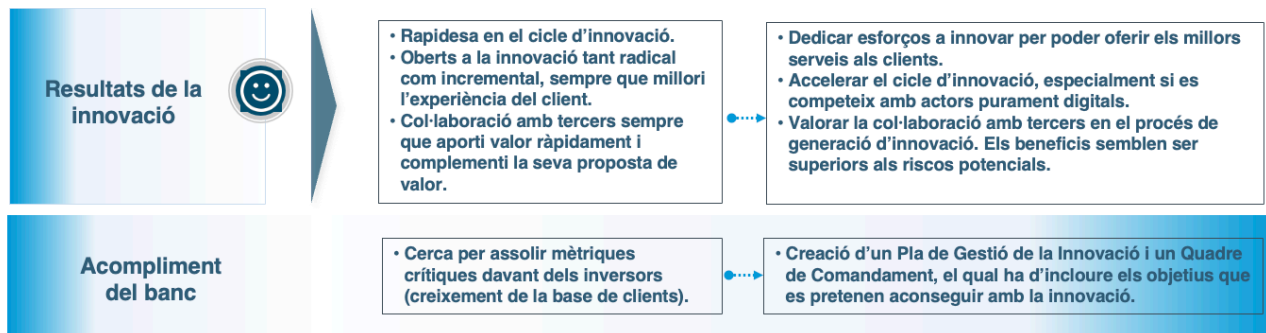 Resultats de la
innovació
• Rapidesa en el cicle d’innovació.
• Oberts a la innovació tant radical
com incremental, sempre que millori
l’experiència del client.
• Col·laboració amb tercers sempre
que aporti valor ràpidament i
complementi la seva proposta de
valor.
• Dedicar esforços a innovar per poder oferir els millors
serveis als clients.
• Accelerar el cicle d’innovació, especialment si es
competeix amb actors purament digitals.
• Valorar la col·laboració amb tercers en el procés de
generació d’innovació. Els beneficis semblen ser
superiors als riscos potencials.
Acompliment
del banc
• Cerca per assolir mètriques
crítiques davant dels inversors
(creixement de la base de clients).
• Creació d’un Pla de Gestió de la Innovació i un Quadre
de Comandament, el qual ha d’incloure els objetius que
es pretenen aconseguir amb la innovació.